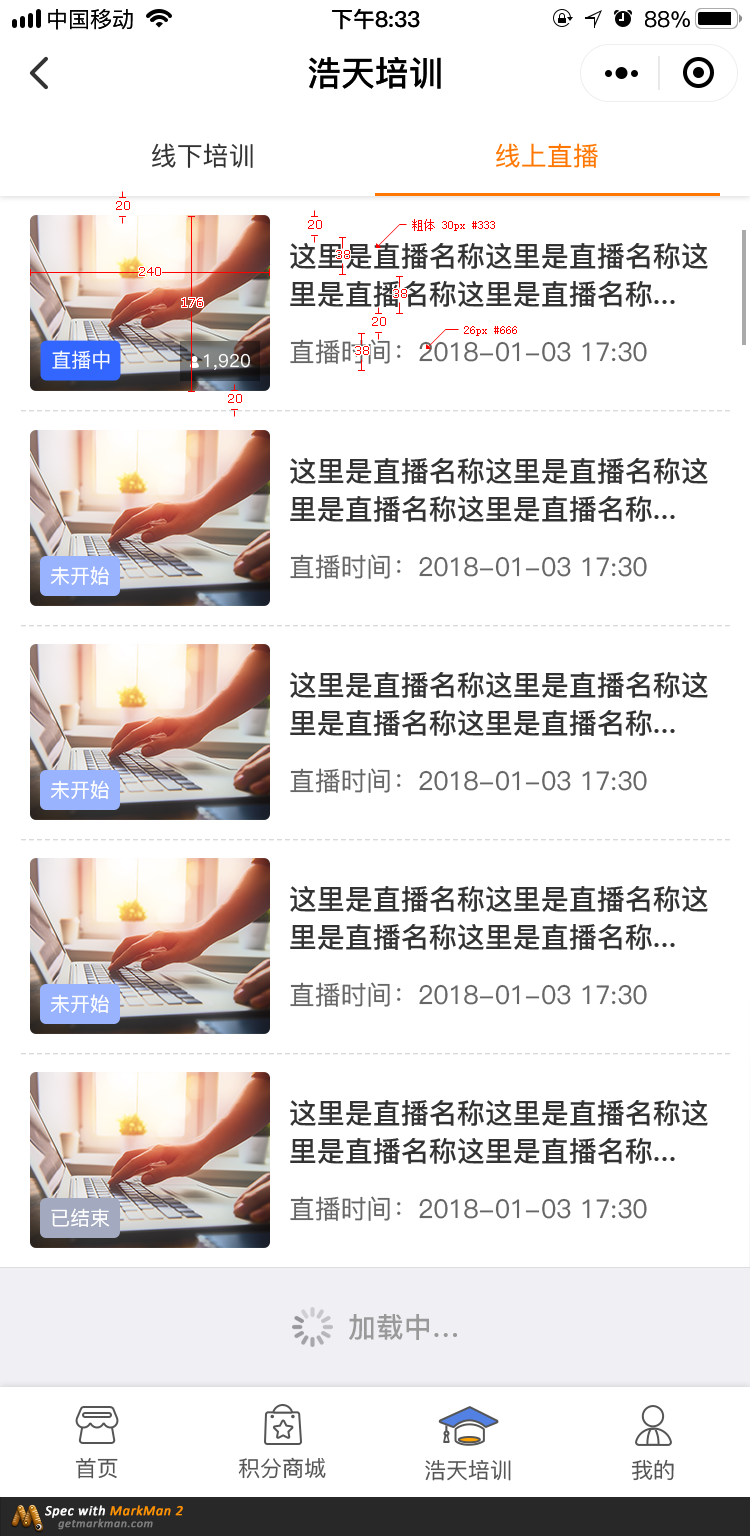 中国移动 下午8:33 88%
浩天培训
线下培训 线上直播
20
20
粗体 30px #333
38
这里是直播名称这里是直播名称这
里是直播名称这里是直播名称...
240
176
38
20
26px #666
38
直播时间：2018-01-03 17:30
直播中 1,920
20
这里是直播名称这里是直播名称这
里是直播名称这里是直播名称...
直播时间：2018-01-03 17:30
未开始
这里是直播名称这里是直播名称这
里是直播名称这里是直播名称...
直播时间：2018-01-03 17:30
未开始
这里是直播名称这里是直播名称这
里是直播名称这里是直播名称...
直播时间：2018-01-03 17:30
未开始
这里是直播名称这里是直播名称这
里是直播名称这里是直播名称...
直播时间：2018-01-03 17:30
已结束
加载中...
首页 积分商城 浩天培训 我的
Spec with MarkMan 2
getmarkman.com